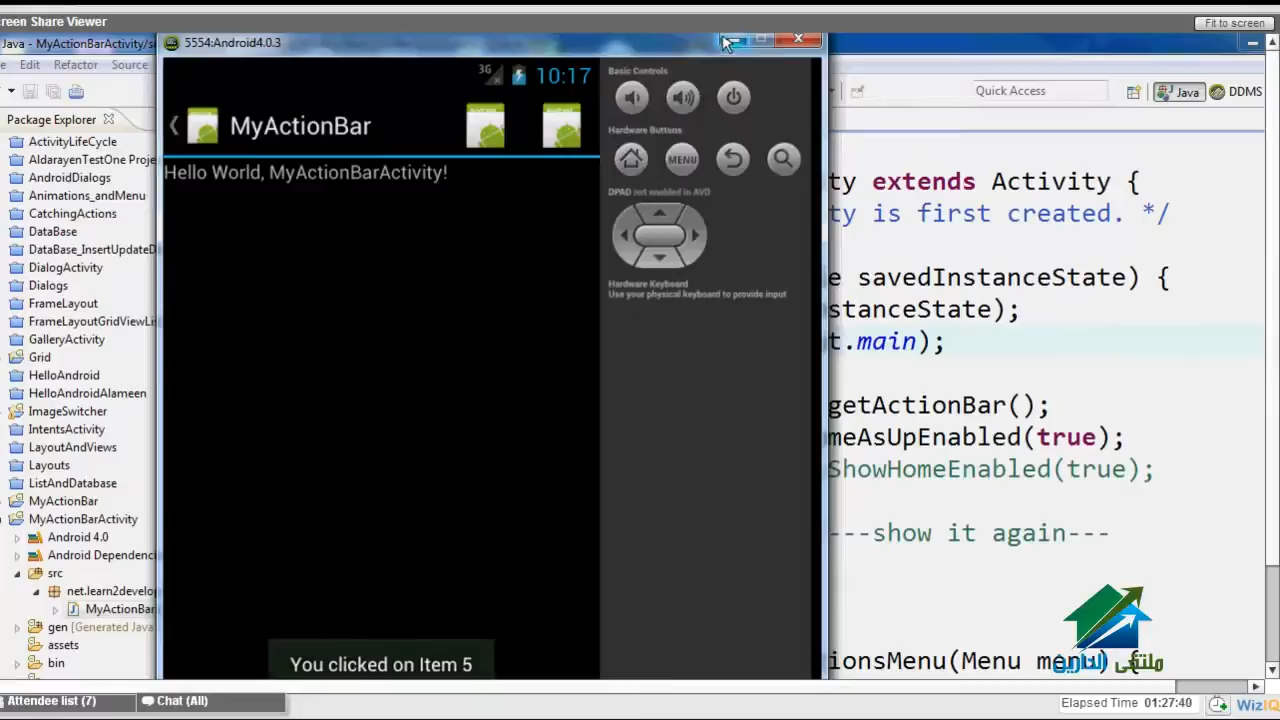 creen Share Viewer
Fit to screen
Java - MyActionBarActivity/s
5554:Android4.0.3
Edit Refactor Source
Quick Access
Java
DDMS
Package Explorer
ActivityLifeCycle
AldarayenTestOne Proje
AndroidDialogs
Animations_and_Menu
CatchingActions
DataBase
DataBase_InsertUpdateD
DialogActivity
Dialogs
FrameLayout
FrameLayoutGridViewLis
GalleryActivity
Grid
HelloAndroid
HelloAndroidAlameen
ImageSwitcher
IntentsActivity
LayoutAndViews
Layouts
ListAndDatabase
MyActionBar
MyActionBarActivity
Android 4.0
Android Dependenc
src
net.learn2develo
MyActionBar
gen [Generated Java
assets
bin
3G 10:17
MyActionBar
Hello World, MyActionBarActivity!
You clicked on Item 5
Basic Controls
Hardware Buttons
MENU
DPAD not enabled in AVD
Hardware Keyboard
Use your physical keyboard to provide input
ty extends Activity {
ty is first created. */
e savedInstanceState) {
stanceState);
t.main);
getActionBar();
meAsUpEnabled(true);
ShowHomeEnabled(true);
---show it again---
ionsMenu(Menu menu) {
ملتقى الدارين
Attendee list (7)
Chat (All)
Elapsed Time 01:27:40
WizIQ